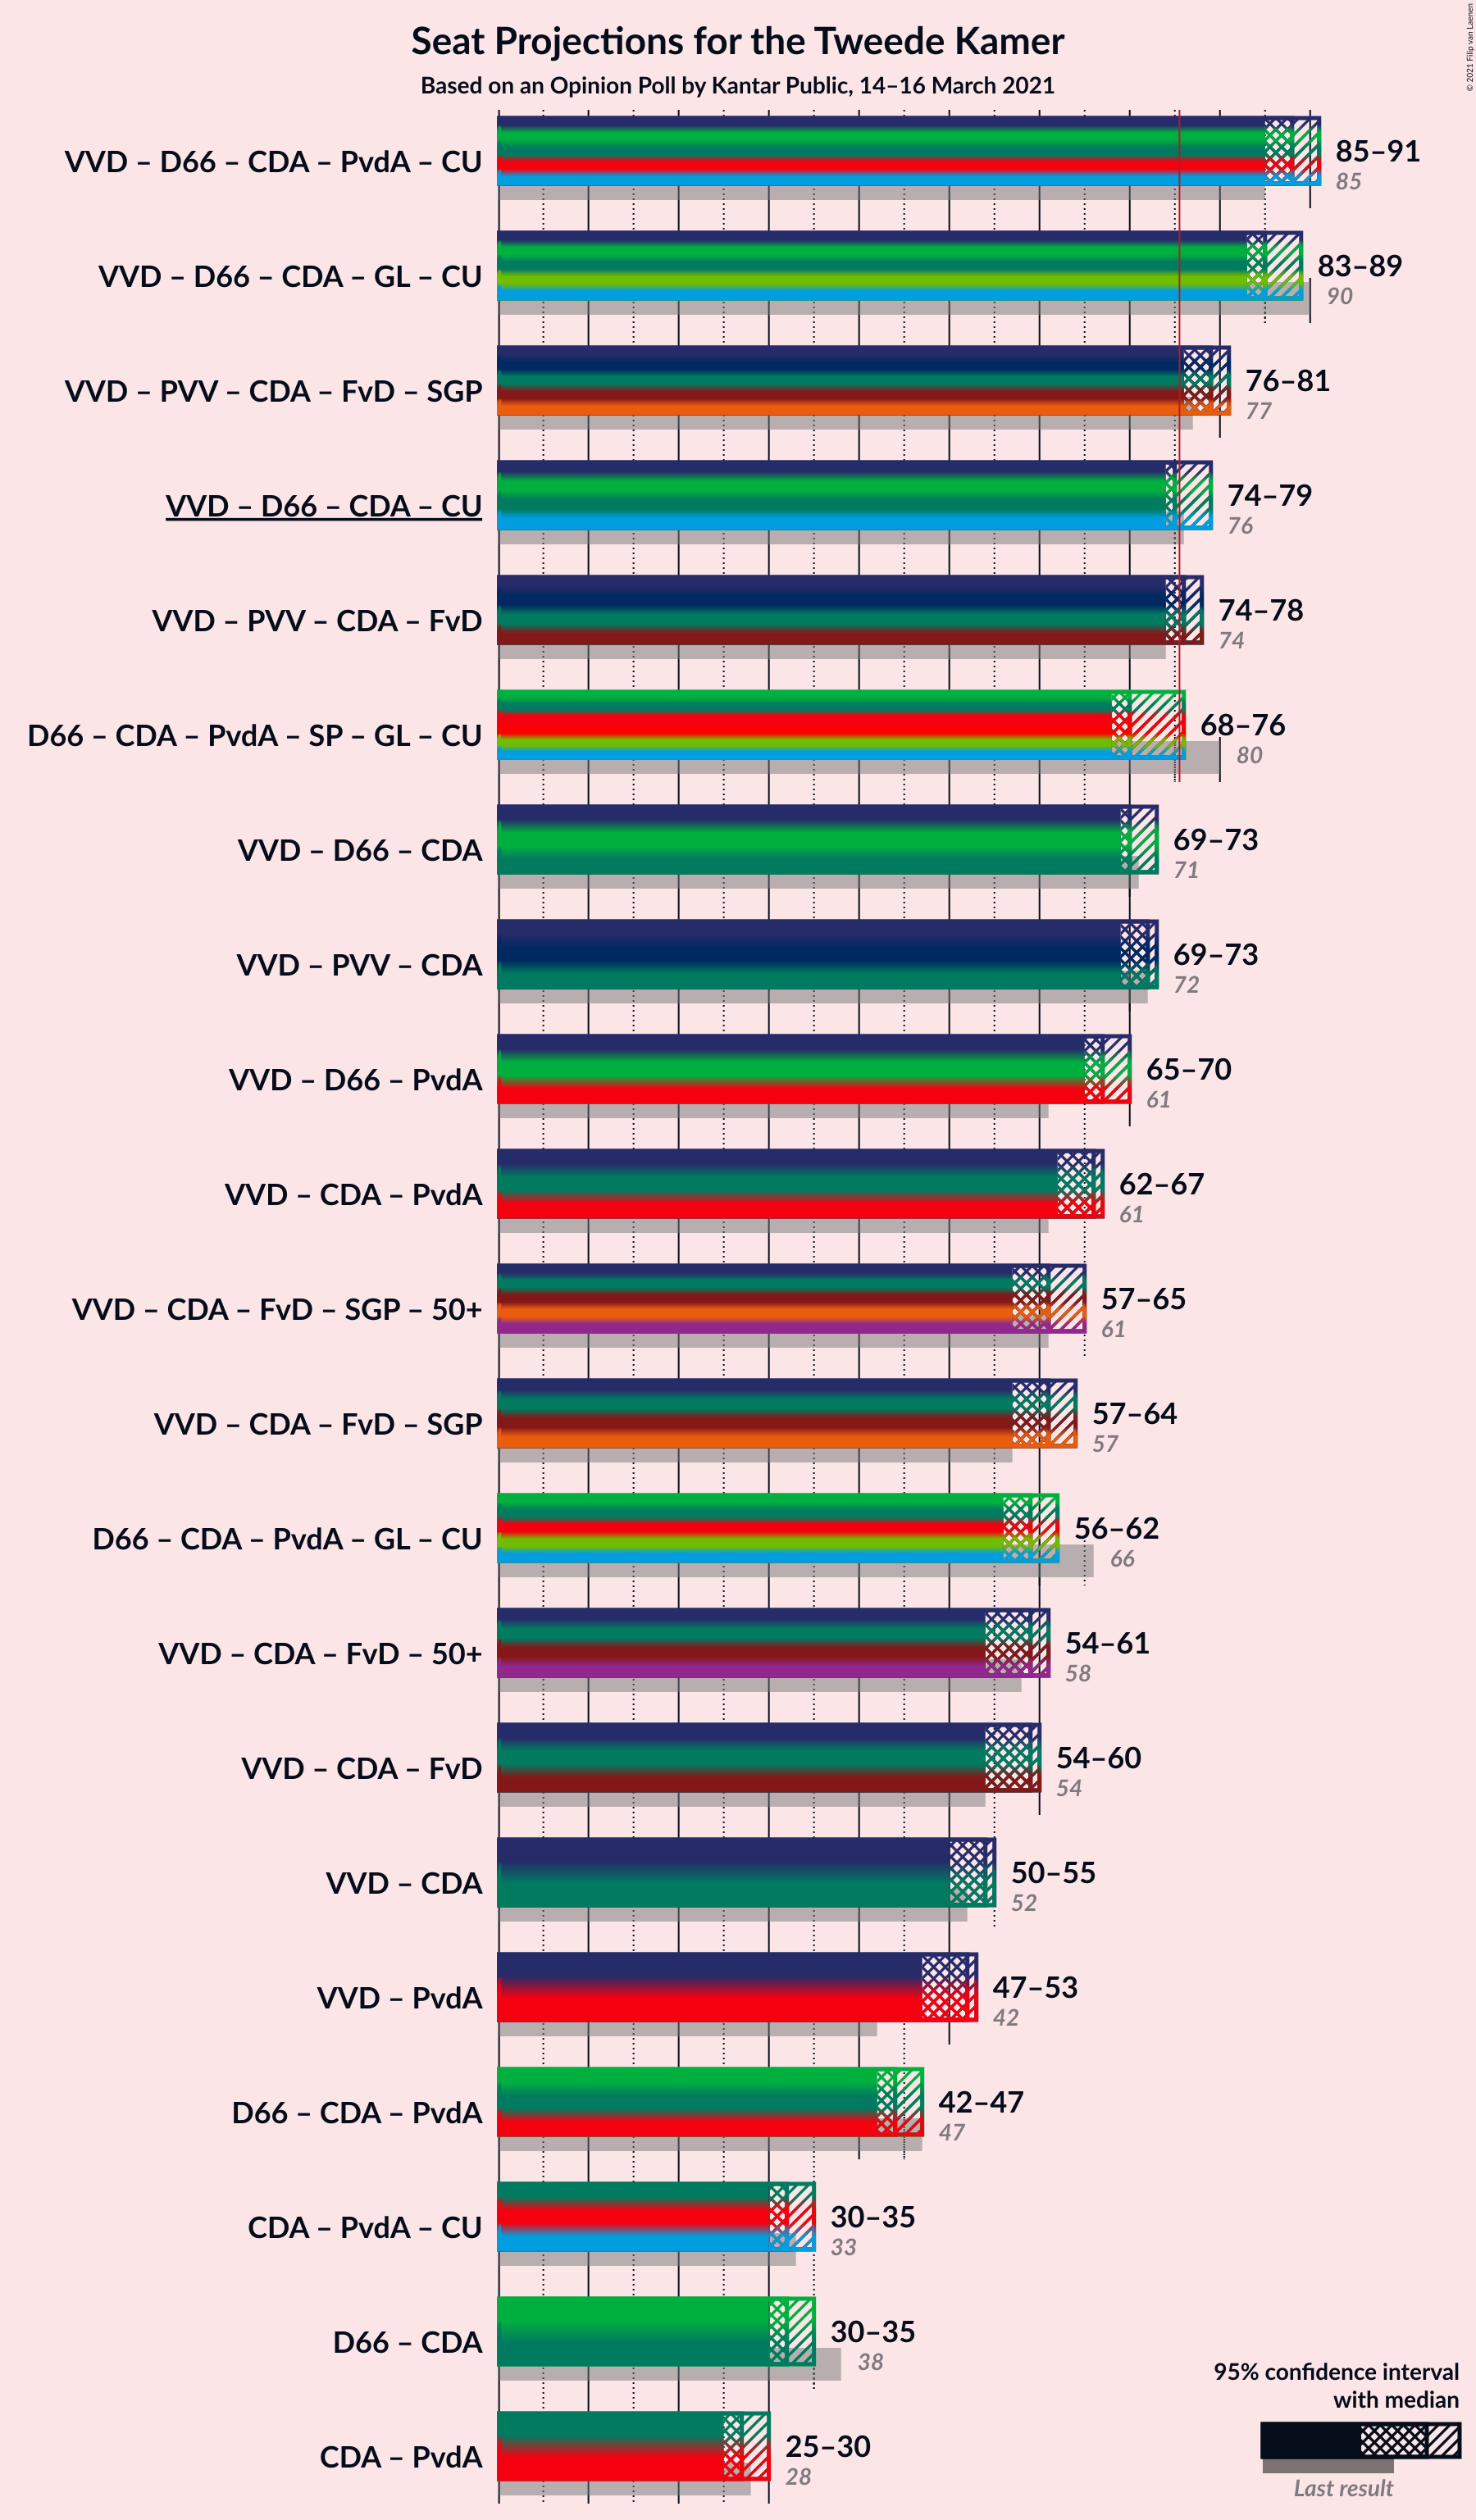 © 2021 Filip van Laenen
Seat Projections for the Tweede Kamer
Based on an Opinion Poll by Kantar Public, 14–16 March 2021
VVD – D66 – CDA – PvdA – CU
85–91
85
VVD – D66 – CDA – GL – CU
83–89
90
VVD – PVV – CDA – FvD – SGP
76–81
77
VVD – D66 – CDA – CU
74–79
76
VVD – PVV – CDA – FvD
74–78
74
D66 – CDA – PvdA – SP – GL – CU
68–76
80
VVD – D66 – CDA
69–73
71
VVD – PVV – CDA
69–73
72
VVD – D66 – PvdA
65–70
61
VVD – CDA – PvdA
62–67
61
VVD – CDA – FvD – SGP – 50+
57–65
61
VVD – CDA – FvD – SGP
57–64
57
D66 – CDA – PvdA – GL – CU
56–62
66
VVD – CDA – FvD – 50+
54–61
58
VVD – CDA – FvD
54–60
54
VVD – CDA
50–55
52
VVD – PvdA
47–53
42
D66 – CDA – PvdA
42–47
47
CDA – PvdA – CU
30–35
33
D66 – CDA
30–35
38
CDA – PvdA
25–30
28
95% confidence interval
with median
Last result